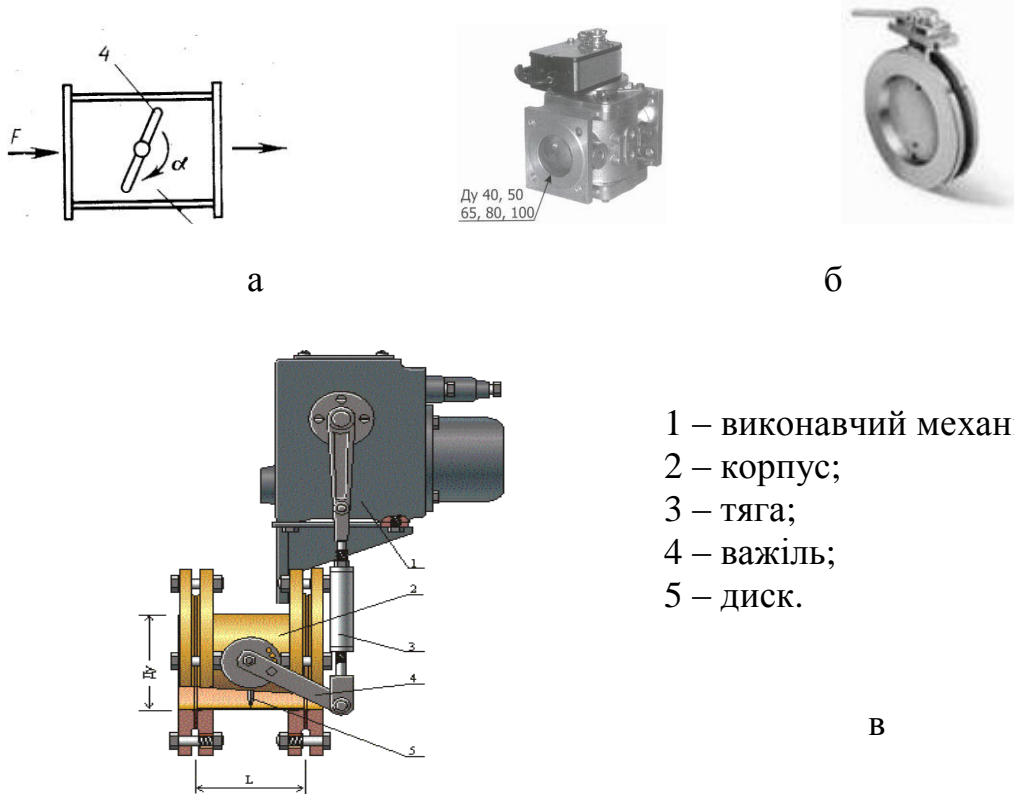 4
F
α
Ду 40, 50
65, 80, 100
а
б
1 – виконавчий механ
2 – корпус;
3 – тяга;
4 – важіль;
5 – диск.
1
2
3
4
5
Ду
L
в